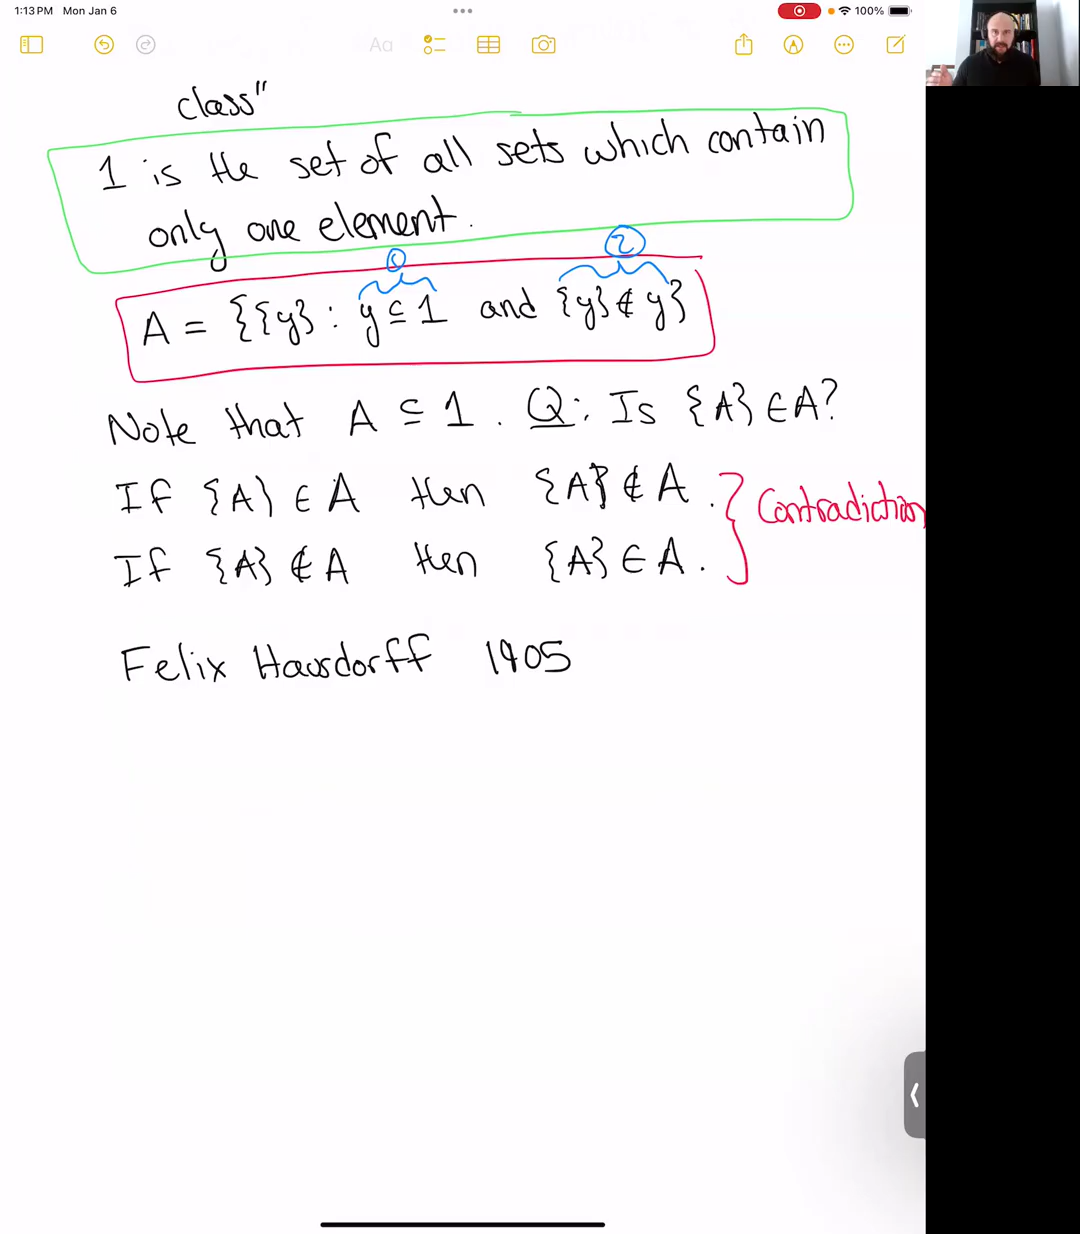 1:13 PM Mon Jan 6
100%
Aa
class"
1 is the set of all sets which contain
only one element.
① ②
A = {{y} : y ⊆ 1 and {y} ∉ y}
Note that A ⊆ 1. Q: Is {A} ∈ A?
If {A} ∈ A then {A} ∉ A.
Contradiction
If {A} ∉ A then {A} ∈ A.
Felix Hausdorff 1905